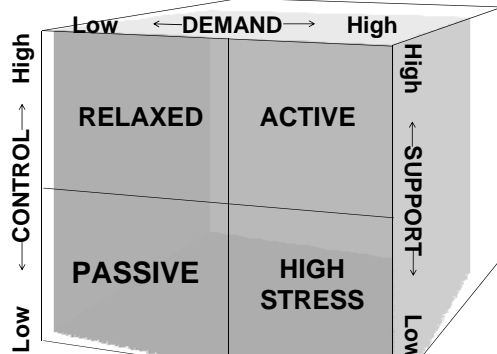 Low ←DEMAND→ High
High
←CONTROL→
Low
High
←SUPPORT→
Low
RELAXED
ACTIVE
PASSIVE
HIGH
STRESS